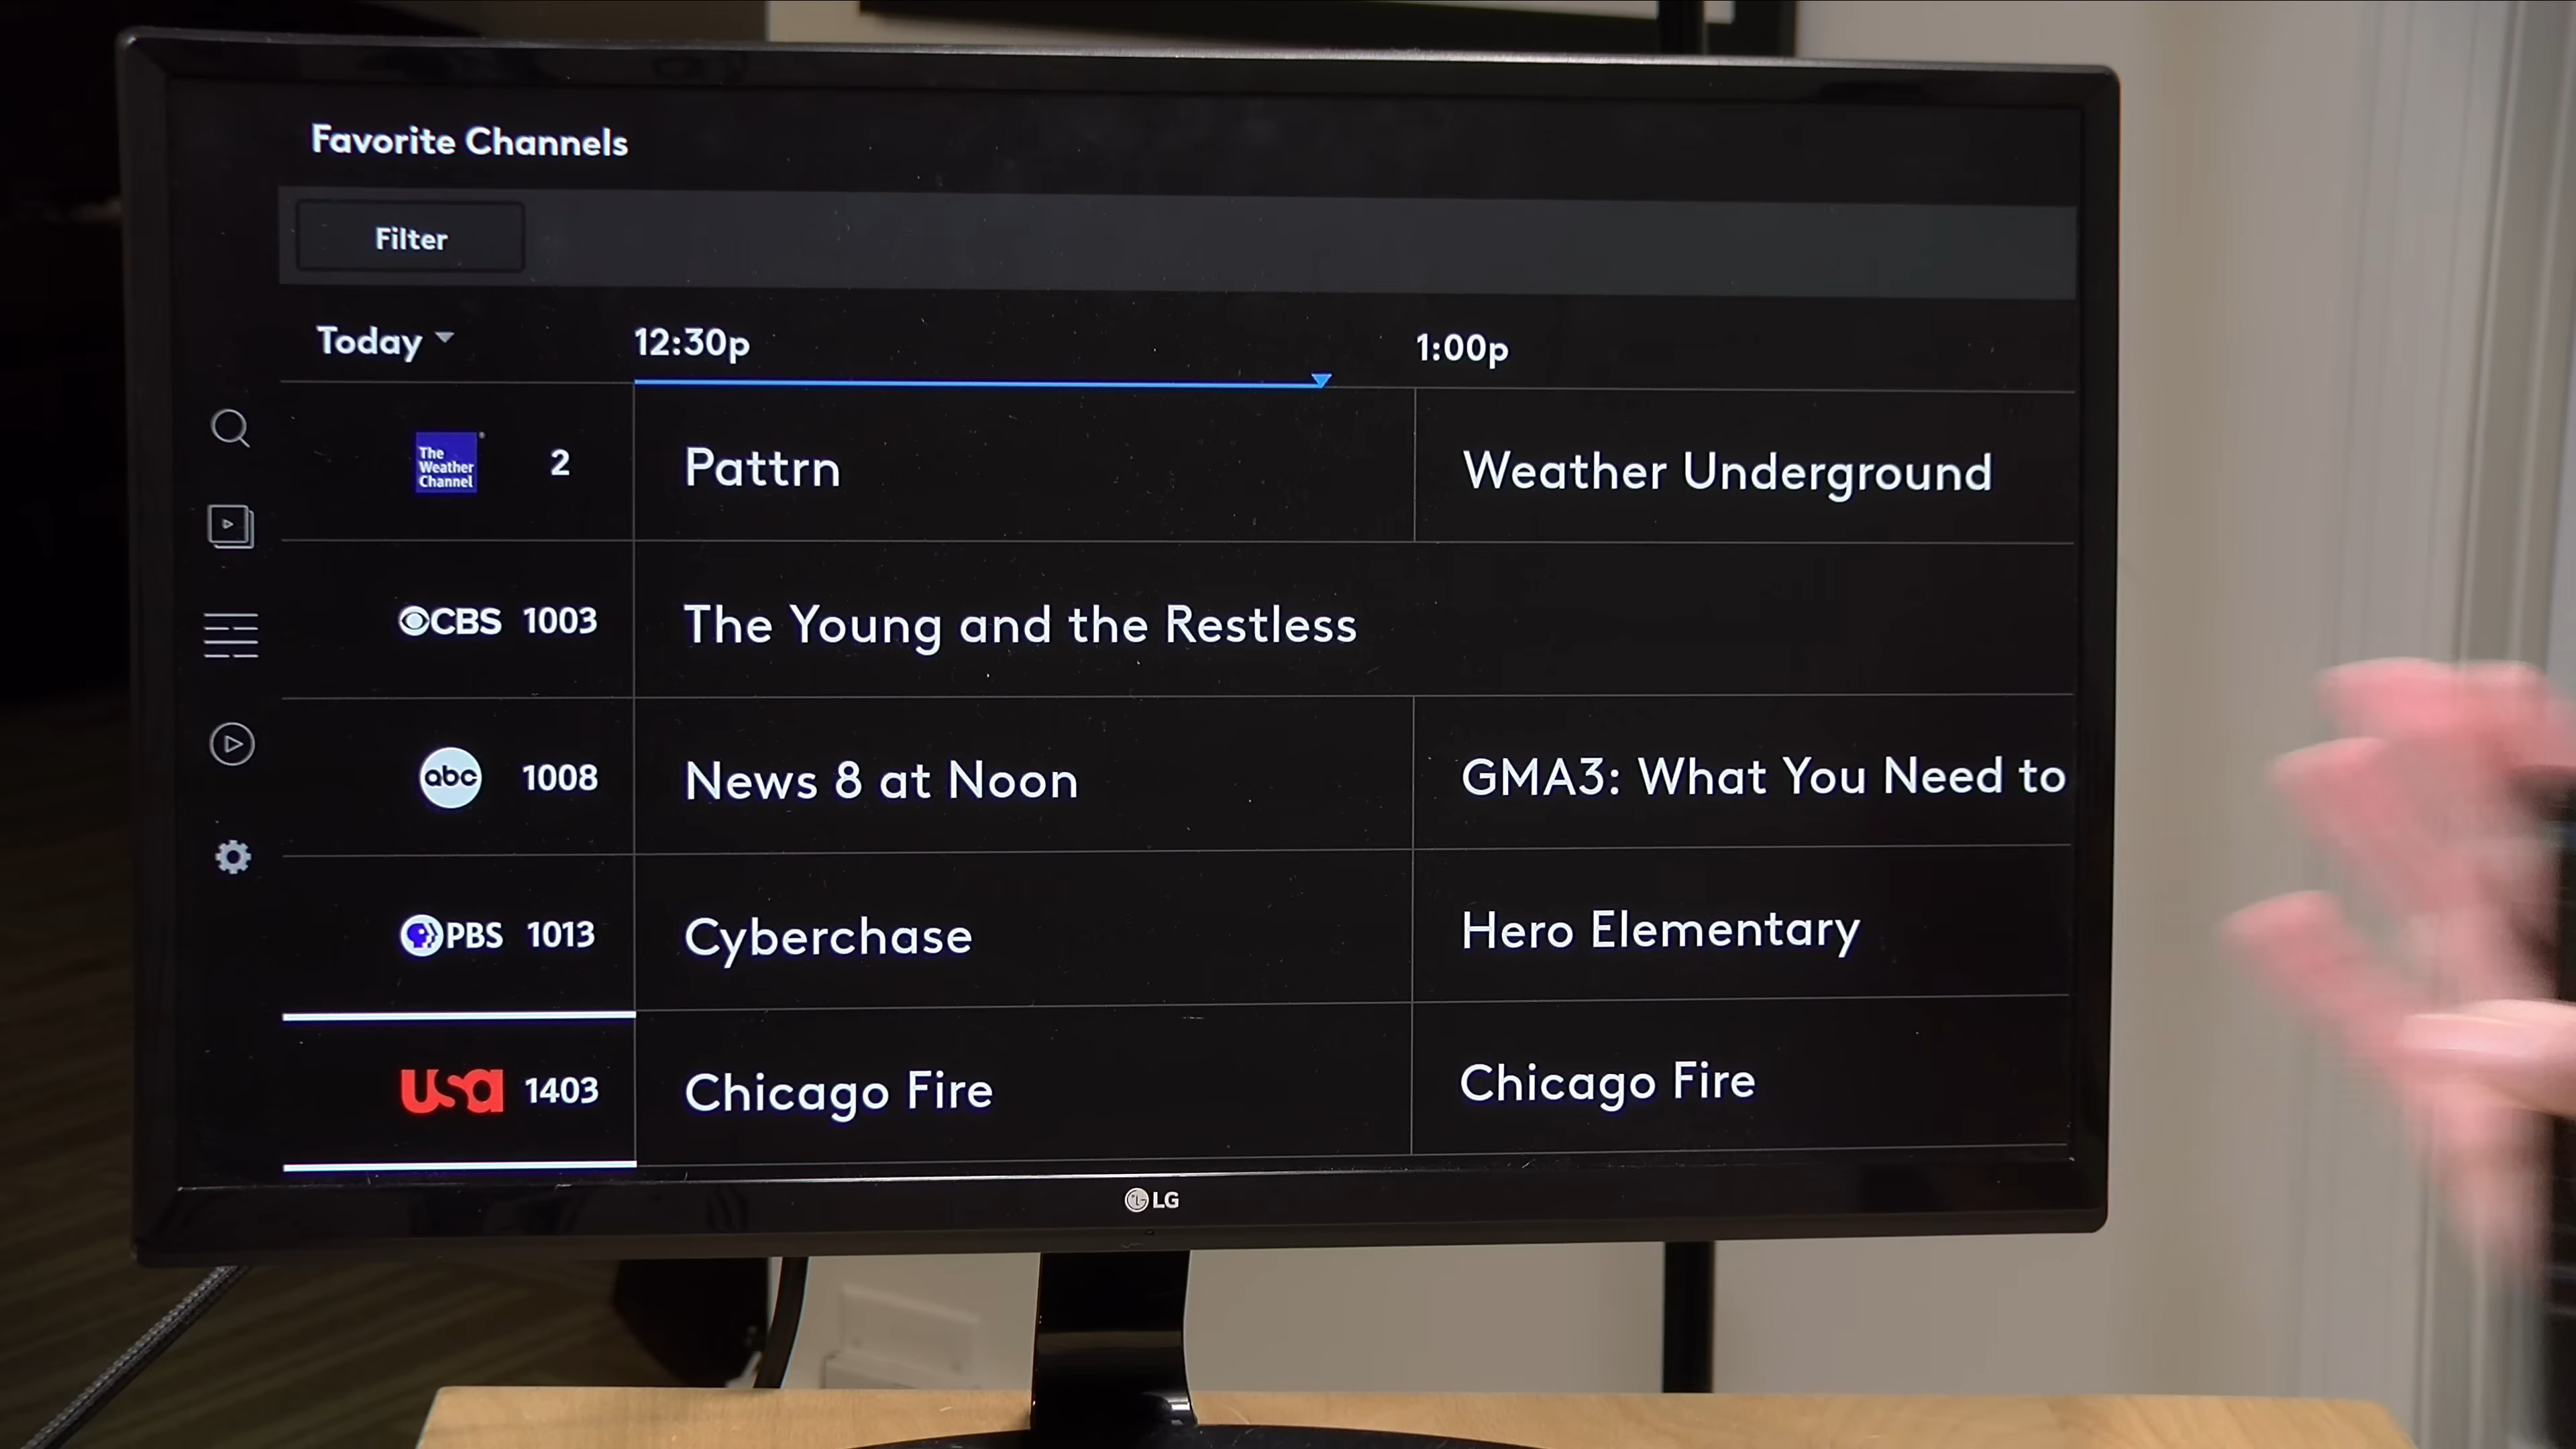 Favorite Channels
Filter
Today 12:30p 1:00p
The Weather Channel 2 Pattrn Weather Underground
CBS 1003 The Young and the Restless
abc 1008 News 8 at Noon GMA3: What You Need to
PBS 1013 Cyberchase Hero Elementary
usa 1403 Chicago Fire Chicago Fire
LG